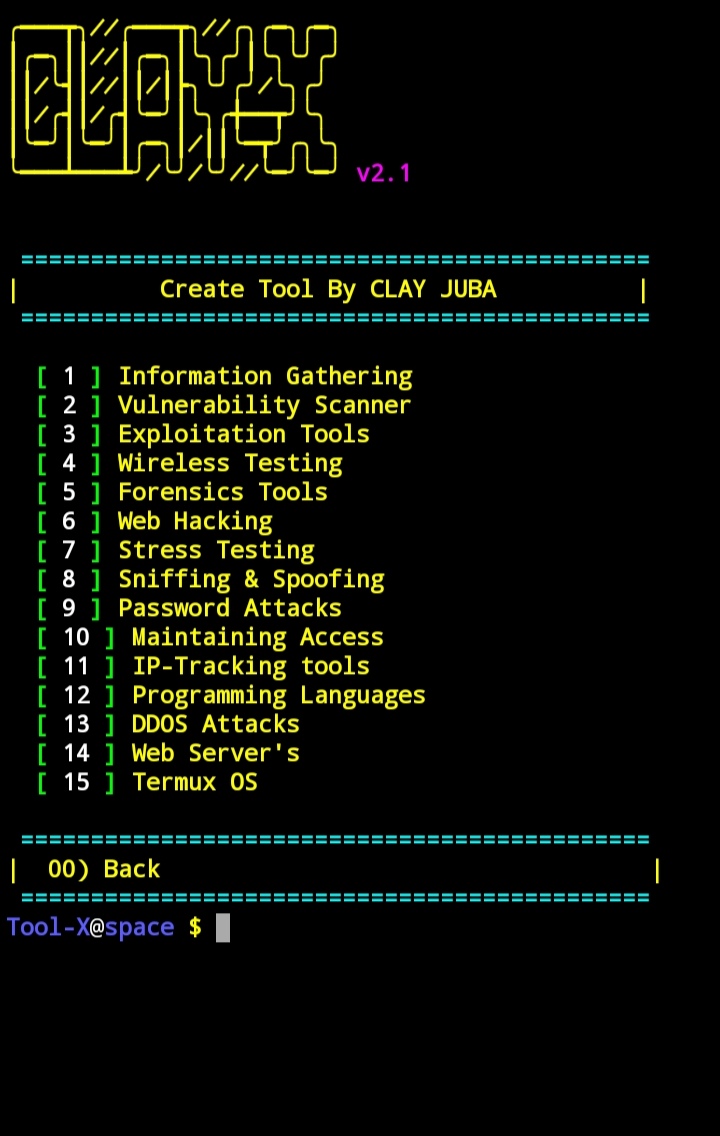 CLAY-X
v2.1
==============================================
| Create Tool By CLAY JUBA |
==============================================
[ 1 ] Information Gathering
[ 2 ] Vulnerability Scanner
[ 3 ] Exploitation Tools
[ 4 ] Wireless Testing
[ 5 ] Forensics Tools
[ 6 ] Web Hacking
[ 7 ] Stress Testing
[ 8 ] Sniffing & Spoofing
[ 9 ] Password Attacks
[ 10 ] Maintaining Access
[ 11 ] IP-Tracking tools
[ 12 ] Programming Languages
[ 13 ] DDOS Attacks
[ 14 ] Web Server's
[ 15 ] Termux OS
==============================================
| 00) Back |
==============================================
Tool-X@space $